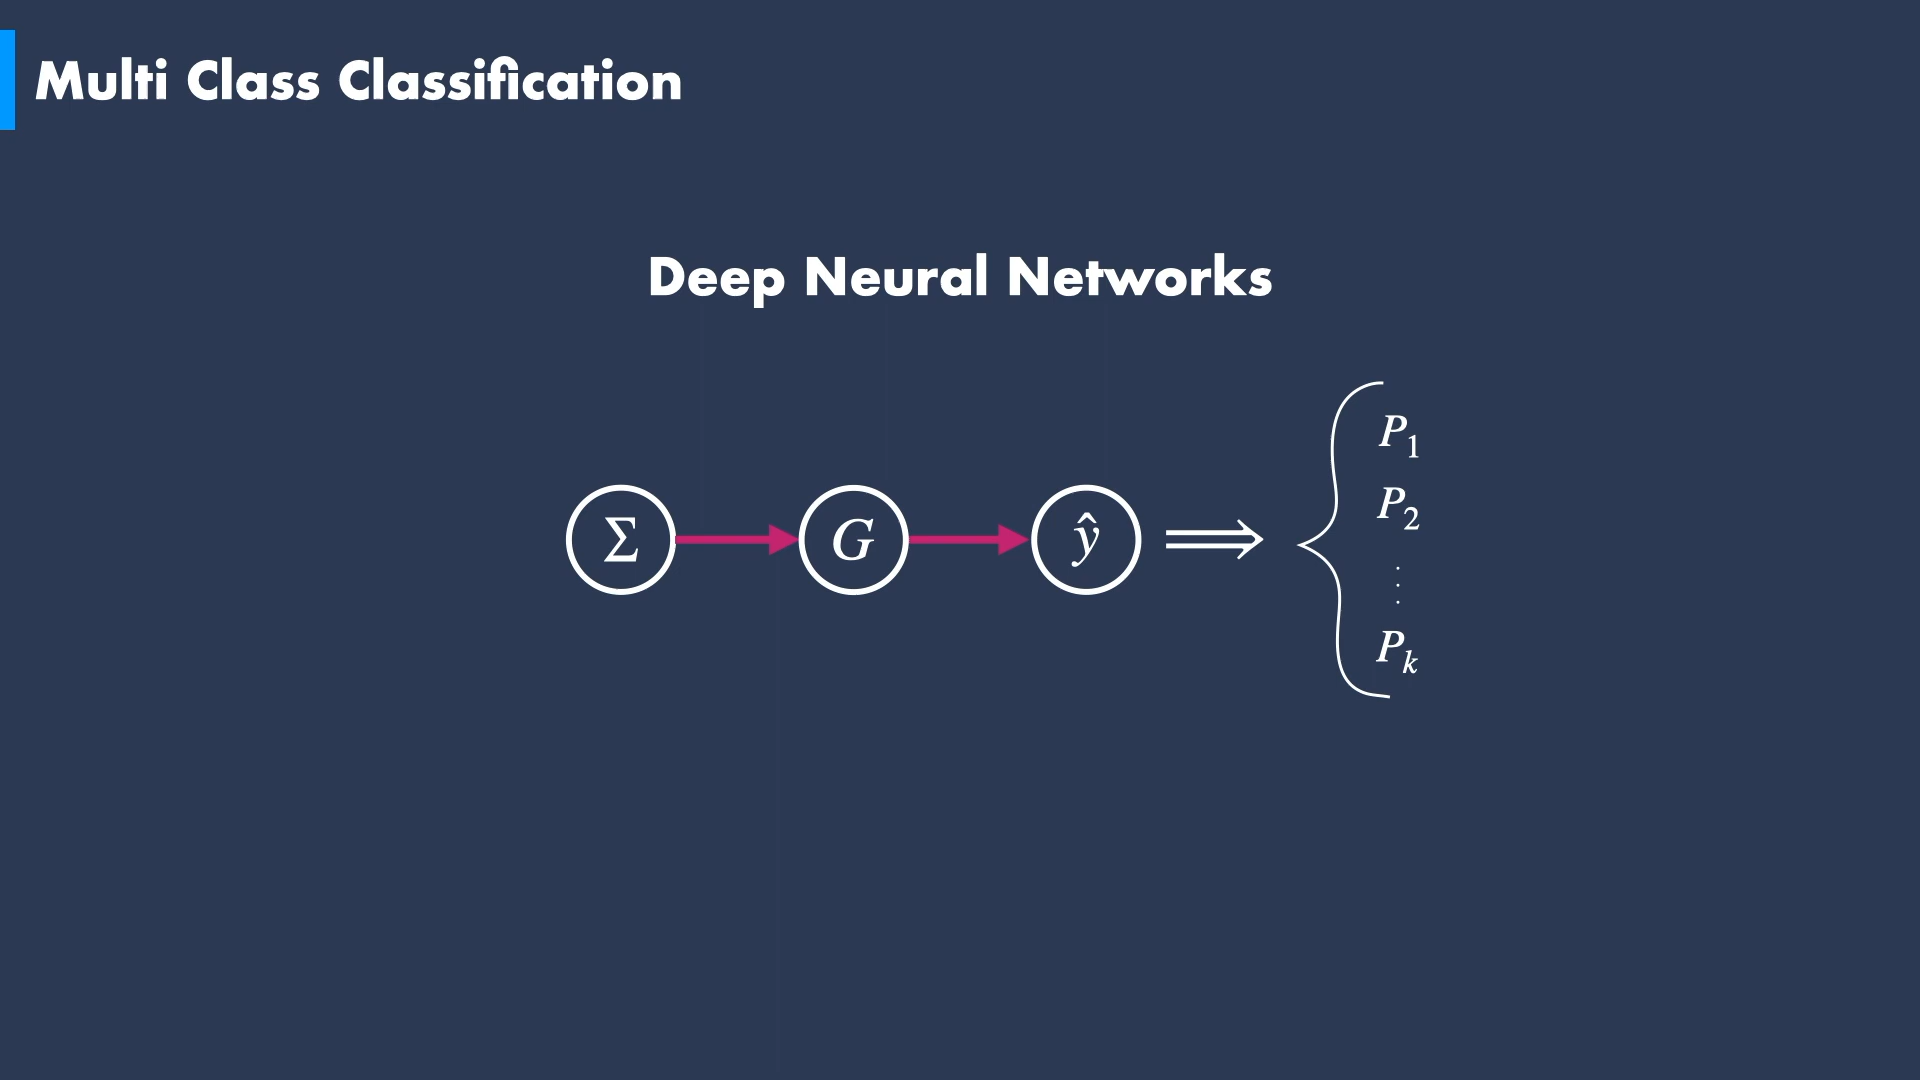 Multi Class Classification
Deep Neural Networks
Σ G ŷ ⟹
P₁
P₂
⋮
Pₖ